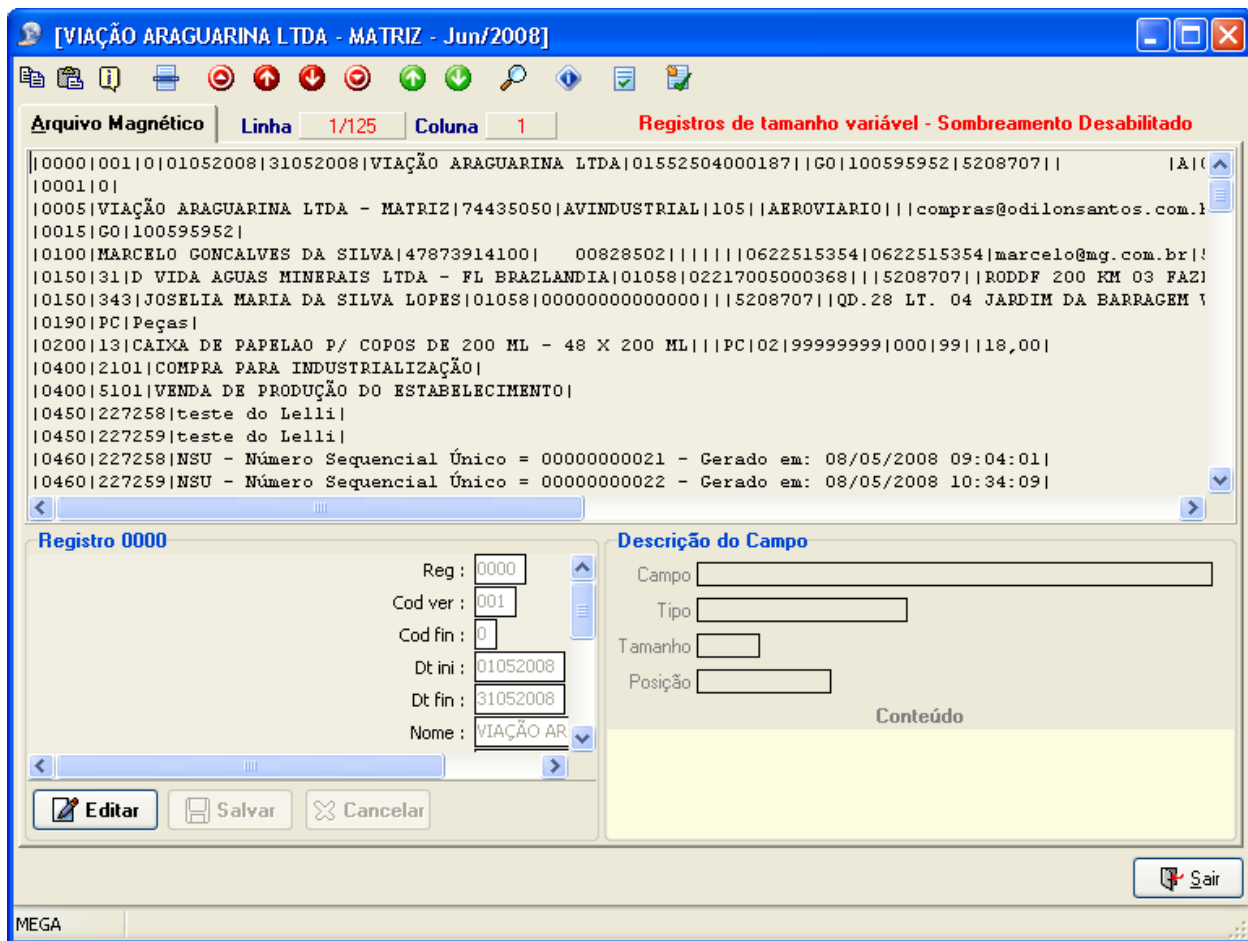 [VIAÇÃO ARAGUARINA LTDA - MATRIZ - Jun/2008]
Arquivo Magnético Linha 1/125 Coluna 1 Registros de tamanho variável - Sombreamento Desabilitado
|0000|001|0|01052008|31052008|VIAÇÃO ARAGUARINA LTDA|01552504000187||GO|100595952|5208707|| |A|
|0001|0|
|0005|VIAÇÃO ARAGUARINA LTDA - MATRIZ|74435050|AVINDUSTRIAL|105||AEROVIARIO|||compras@odilonsantos.com.
|0015|GO|100595952|
|0100|MARCELO GONCALVES DA SILVA|47873914100| 00828502|||||||0622515354|0622515354|marcelo@mg.com.br|
|0150|31|D VIDA AGUAS MINERAIS LTDA - FL BRAZLANDIA|01058|02217005000368|||5208707||RODDF 200 KM 03 FAZ
|0150|343|JOSELIA MARIA DA SILVA LOPES|01058|00000000000000|||5208707||QD.28 LT. 04 JARDIM DA BARRAGEM
|0190|PC|Peças|
|0200|13|CAIXA DE PAPELAO P/ COPOS DE 200 ML - 48 X 200 ML|||PC|02|99999999|000|99||18,00|
|0400|2101|COMPRA PARA INDUSTRIALIZAÇÃO|
|0400|5101|VENDA DE PRODUÇÃO DO ESTABELECIMENTO|
|0450|227258|teste do Lelli|
|0450|227259|teste do Lelli|
|0460|227258|NSU - Número Sequencial Único = 00000000021 - Gerado em: 08/05/2008 09:04:01|
|0460|227259|NSU - Número Sequencial Único = 00000000022 - Gerado em: 08/05/2008 10:34:09|
Registro 0000
Reg : 0000
Cod ver : 001
Cod fin : 0
Dt ini : 01052008
Dt fin : 31052008
Nome : VIAÇÃO AR
Editar Salvar Cancelar
Descrição do Campo
Campo
Tipo
Tamanho
Posição
Conteúdo
Sair
MEGA